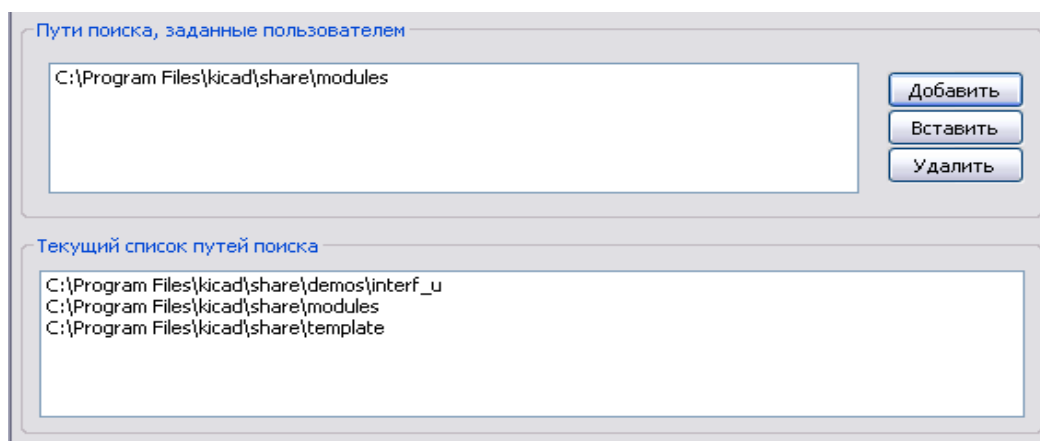 Пути поиска, заданные пользователем
C:\Program Files\kicad\share\modules
Добавить
Вставить
Удалить
Текущий список путей поиска
C:\Program Files\kicad\share\demos\interf_u
C:\Program Files\kicad\share\modules
C:\Program Files\kicad\share\template